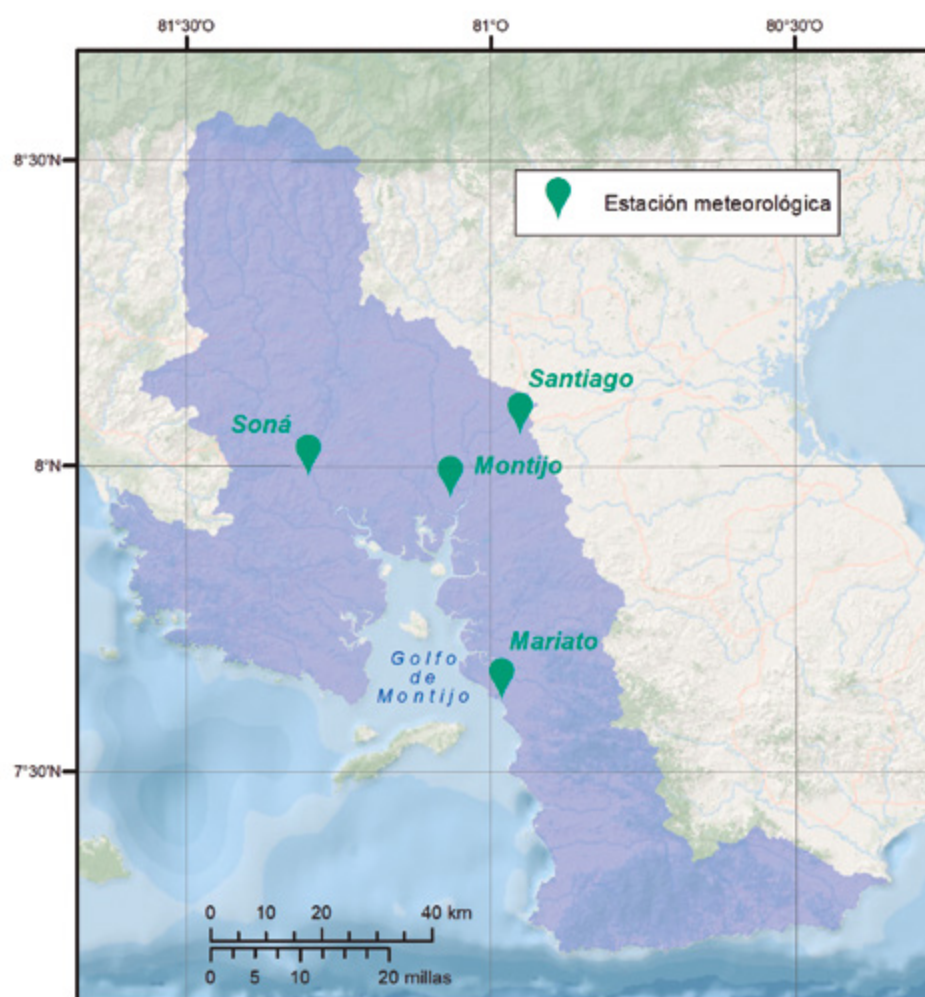 81°30'O
81°O
80°30'O
8°30'N
Estación meteorológica
Santiago
Soná
8°N
Montijo
Mariato
Golfo
de
Montijo
7°30'N
0 10 20 40 km
0 5 10 20 millas